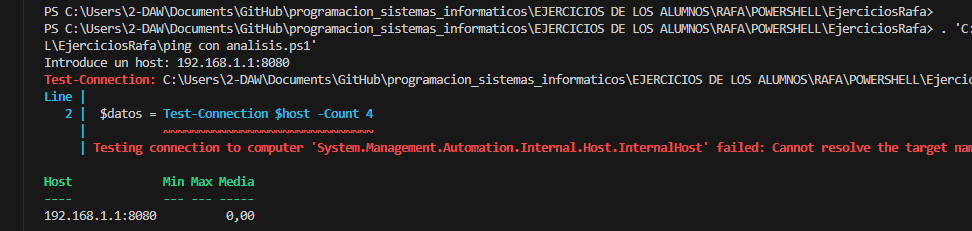 PS C:\Users\2-DAW\Documents\GitHub\programacion_sistemas_informaticos\EJERCICIOS DE LOS ALUMNOS\RAFA\POWERSHELL\EjerciciosRafa>
PS C:\Users\2-DAW\Documents\GitHub\programacion_sistemas_informaticos\EJERCICIOS DE LOS ALUMNOS\RAFA\POWERSHELL\EjerciciosRafa> . 'C:
L\EjerciciosRafa\ping con analisis.ps1'
Introduce un host: 192.168.1.1:8080
Test-Connection: C:\Users\2-DAW\Documents\GitHub\programacion_sistemas_informaticos\EJERCICIOS DE LOS ALUMNOS\RAFA\POWERSHELL\Ejercic
Line |
2 | $datos = Test-Connection $host -Count 4
| ~~~~~~~~~~~~~~~~~~~~~~~~~~~~~~
| Testing connection to computer 'System.Management.Automation.Internal.Host.InternalHost' failed: Cannot resolve the target nam
Host Min Max Media
---- --- --- -----
192.168.1.1:8080 0,00